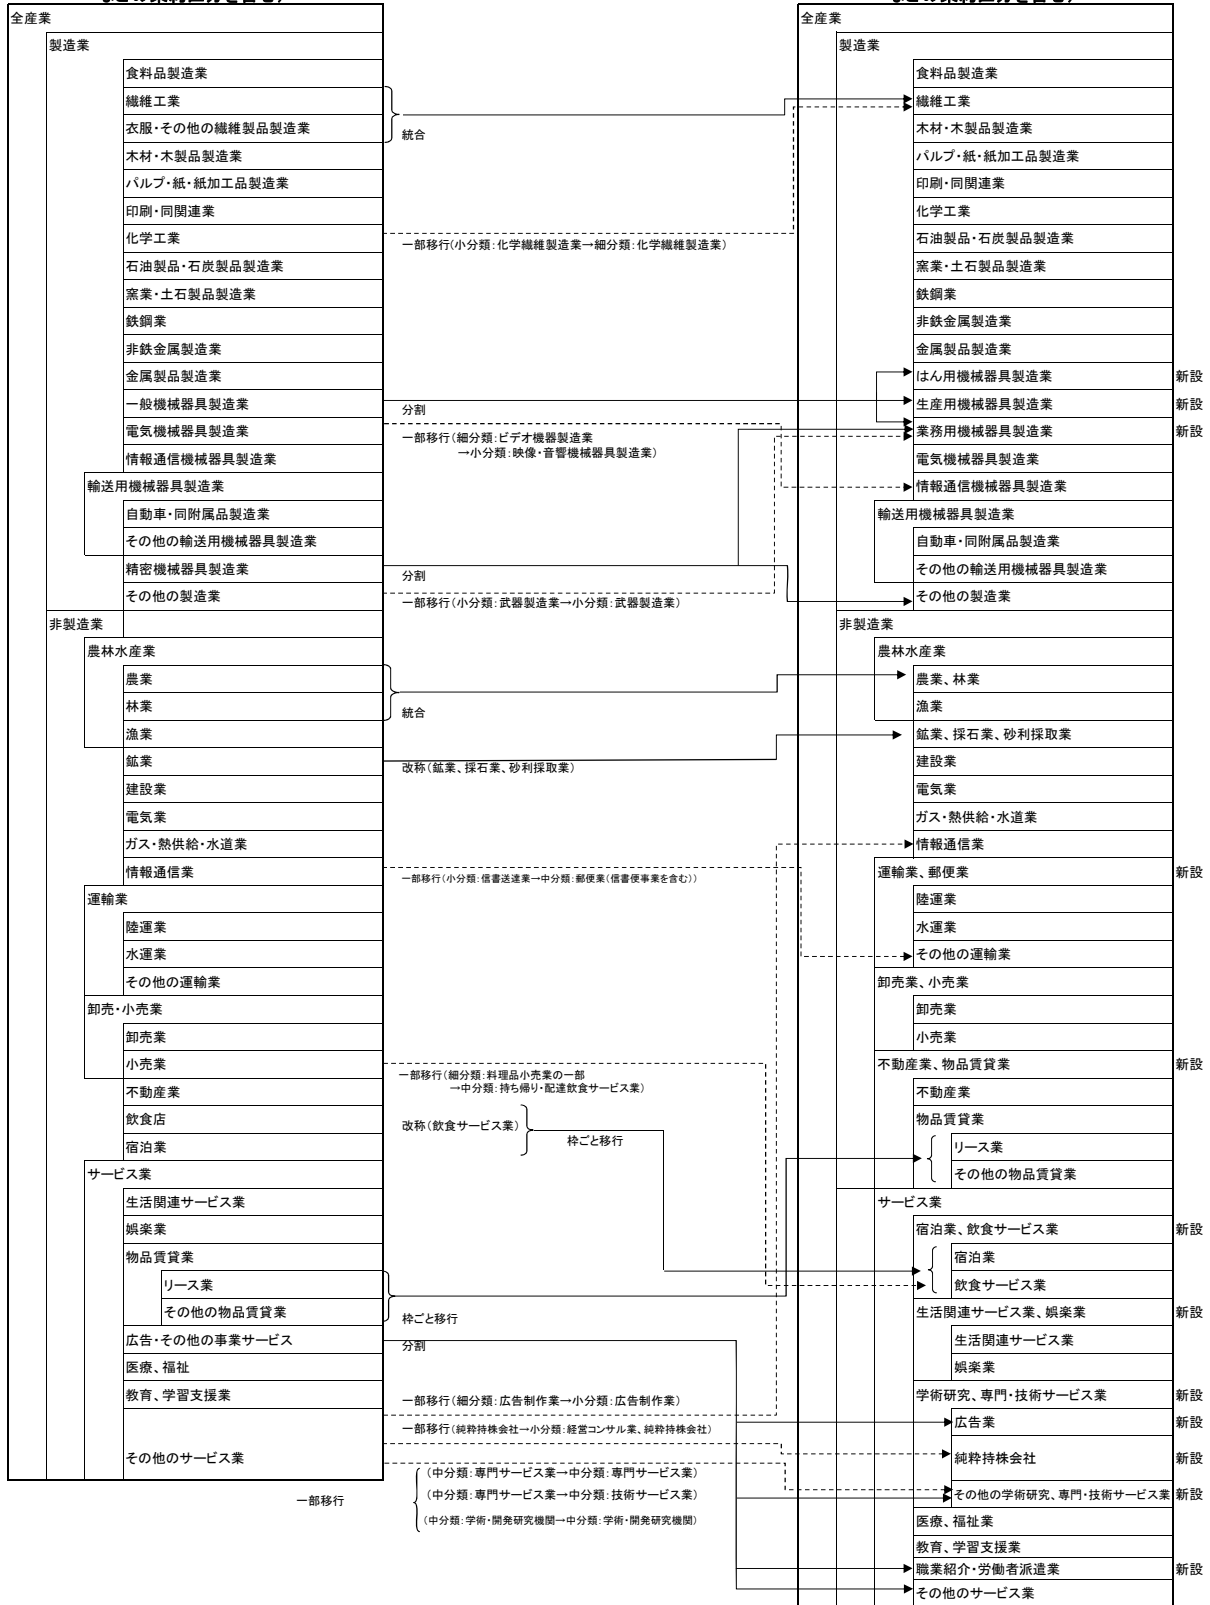 全産業
製造業
食料品製造業
繊維工業
衣服・その他の繊維製品製造業
木材・木製品製造業
パルプ・紙・紙加工品製造業
印刷・同関連業
化学工業
石油製品・石炭製品製造業
窯業・土石製品製造業
鉄鋼業
非鉄金属製造業
金属製品製造業
一般機械器具製造業
電気機械器具製造業
情報通信機械器具製造業
輸送用機械器具製造業
自動車・同附属品製造業
その他の輸送用機械器具製造業
精密機械器具製造業
その他の製造業
非製造業
農林水産業
農業
林業
漁業
鉱業
建設業
電気業
ガス・熱供給・水道業
情報通信業
運輸業
陸運業
水運業
その他の運輸業
卸売・小売業
卸売業
小売業
不動産業
飲食店
宿泊業
サービス業
生活関連サービス業
娯楽業
物品賃貸業
リース業
その他の物品賃貸業
広告・その他の事業サービス
医療、福祉
教育、学習支援業
その他のサービス業
統合
一部移行(小分類:化学繊維製造業→細分類:化学繊維製造業)
分割
一部移行(細分類:ビデオ機器製造業
→小分類:映像・音響機械器具製造業)
分割
一部移行(小分類:武器製造業→小分類:武器製造業)
統合
改称(鉱業、採石業、砂利採取業)
一部移行(小分類:信書送達業→中分類:郵便業(信書便事業を含む))
一部移行(細分類:料理品小売業の一部
→中分類:持ち帰り・配達飲食サービス業)
改称(飲食サービス業)
枠ごと移行
枠ごと移行
分割
一部移行(細分類:広告制作業→小分類:広告制作業)
一部移行(純粋持株会社→小分類:経営コンサル業、純粋持株会社)
一部移行
(中分類:専門サービス業→中分類:専門サービス業)
(中分類:専門サービス業→中分類:技術サービス業)
(中分類:学術・開発研究機関→中分類:学術・開発研究機関)
全産業
製造業
食料品製造業
繊維工業
木材・木製品製造業
パルプ・紙・紙加工品製造業
印刷・同関連業
化学工業
石油製品・石炭製品製造業
窯業・土石製品製造業
鉄鋼業
非鉄金属製造業
金属製品製造業
はん用機械器具製造業 新設
生産用機械器具製造業 新設
業務用機械器具製造業 新設
電気機械器具製造業
情報通信機械器具製造業
輸送用機械器具製造業
自動車・同附属品製造業
その他の輸送用機械器具製造業
その他の製造業
非製造業
農林水産業
農業、林業
漁業
鉱業、採石業、砂利採取業
建設業
電気業
ガス・熱供給・水道業
情報通信業
運輸業、郵便業 新設
陸運業
水運業
その他の運輸業
卸売業、小売業
卸売業
小売業
不動産業、物品賃貸業 新設
不動産業
物品賃貸業
リース業
その他の物品賃貸業
サービス業
宿泊業、飲食サービス業 新設
宿泊業
飲食サービス業
生活関連サービス業、娯楽業 新設
生活関連サービス業
娯楽業
学術研究、専門・技術サービス業 新設
広告業 新設
純粋持株会社 新設
その他の学術研究、専門・技術サービス業 新設
医療、福祉業
教育、学習支援業
職業紹介・労働者派遣業 新設
その他のサービス業